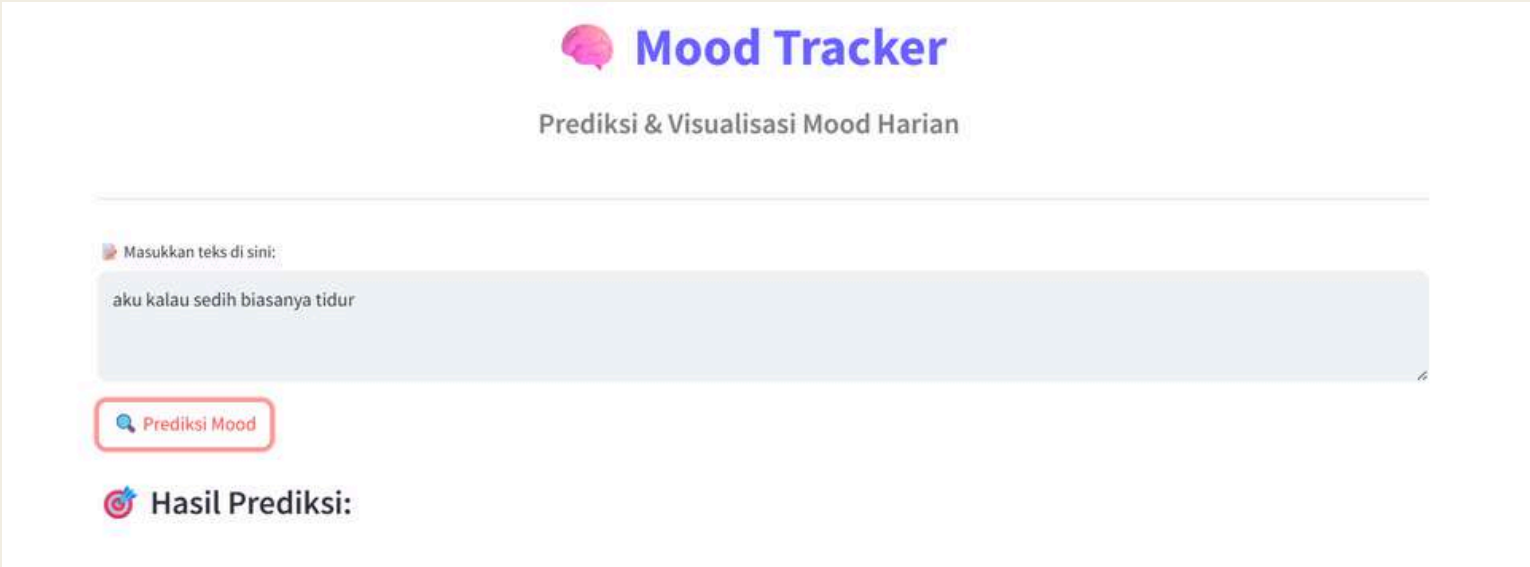 Mood Tracker
Prediksi & Visualisasi Mood Harian
Masukkan teks di sini:
aku kalau sedih biasanya tidur
Prediksi Mood
Hasil Prediksi: